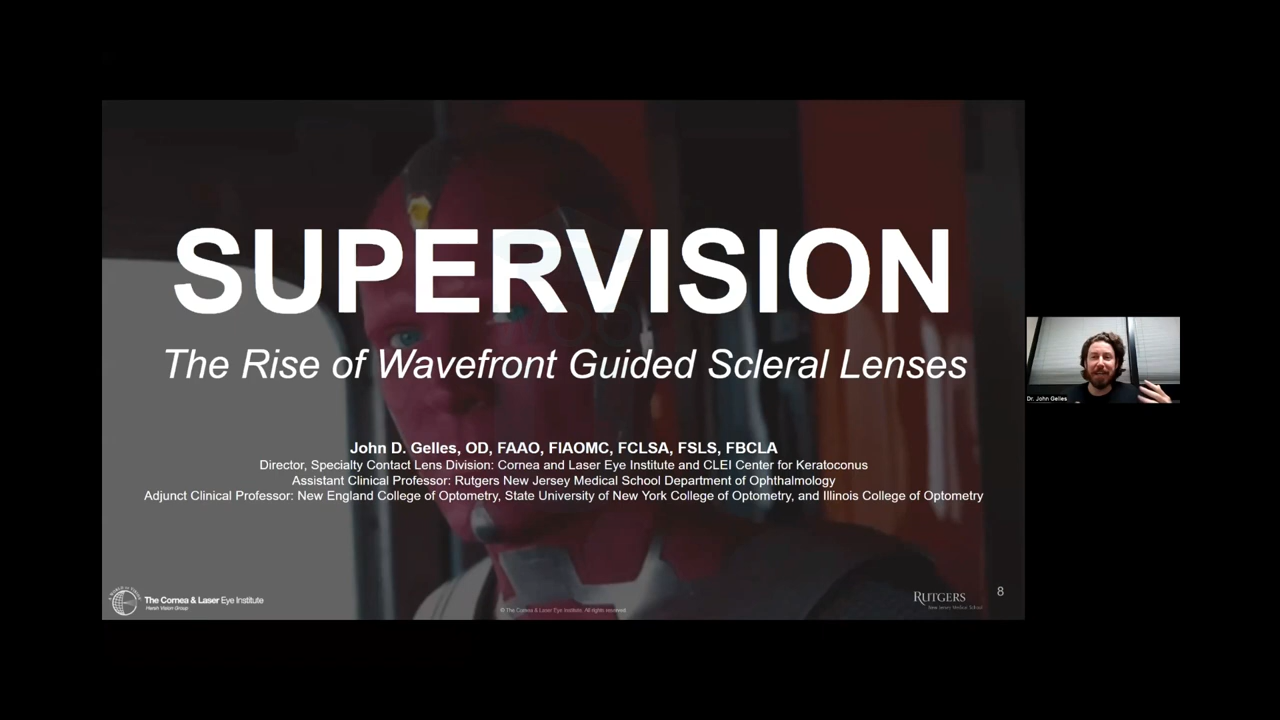 SUPERVISION
The Rise of Wavefront Guided Scleral Lenses
John D. Gelles, OD, FAAO, FIAOMC, FCLSA, FSLS, FBCLA
Director, Specialty Contact Lens Division: Cornea and Laser Eye Institute and CLEI Center for Keratoconus
Assistant Clinical Professor: Rutgers New Jersey Medical School Department of Ophthalmology
Adjunct Clinical Professor: New England College of Optometry, State University of New York College of Optometry, and Illinois College of Optometry
Dr. John Gelles
The Cornea & Laser Eye Institute
Hersh Vision Group
© The Cornea & Laser Eye Institute. All rights reserved.
RUTGERS
New Jersey Medical School
8